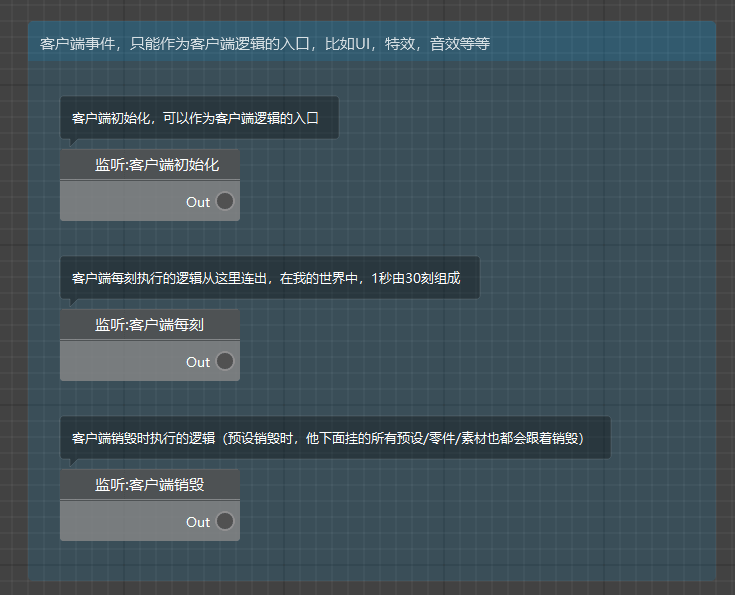 客户端事件，只能作为客户端逻辑的入口，比如UI，特效，音效等等
客户端初始化，可以作为客户端逻辑的入口
监听:客户端初始化
Out
客户端每刻执行的逻辑从这里连出，在我的世界中，1秒由30刻组成
监听:客户端每刻
Out
客户端销毁时执行的逻辑（预设销毁时，他下面挂的所有预设/零件/素材也都会跟着销毁）
监听:客户端销毁
Out